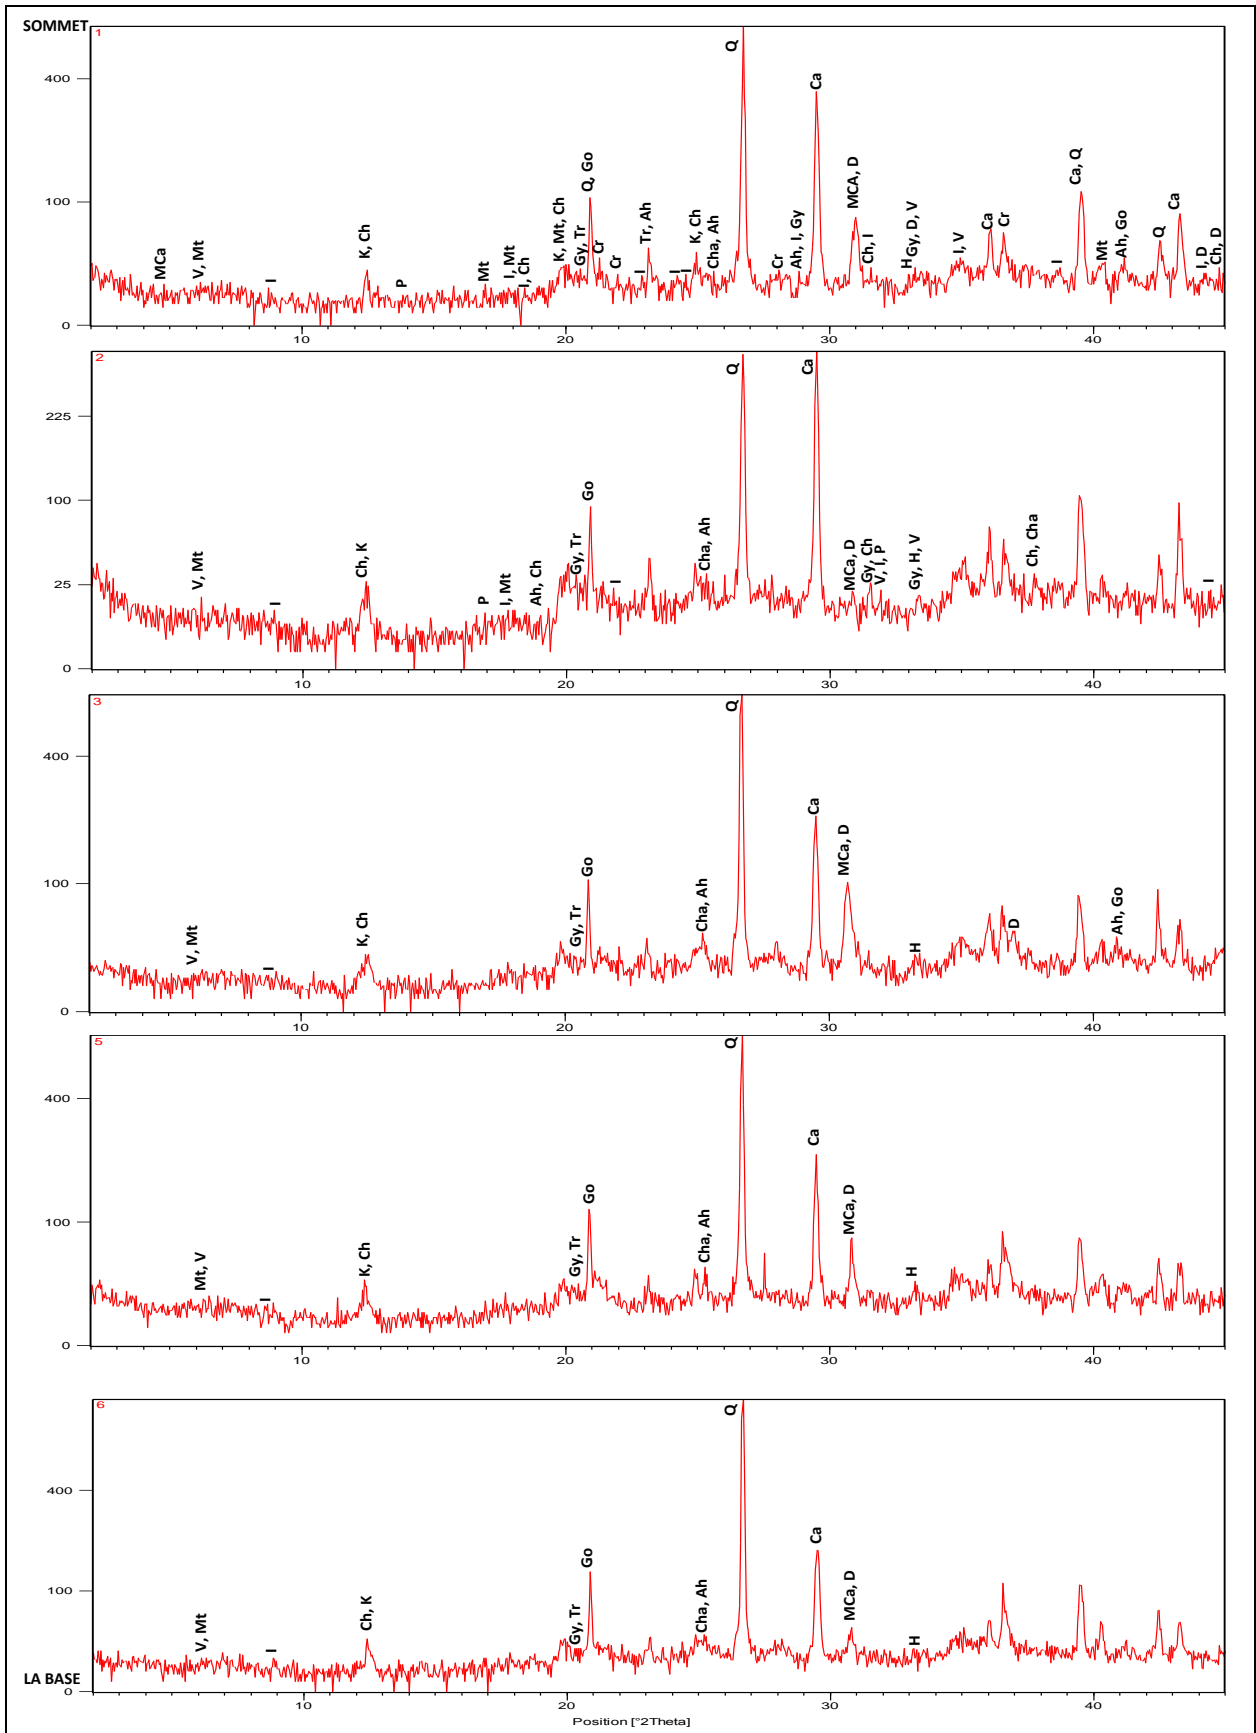 SOMMET
1
400
100
0
MCa
V, Mt
I
K, Ch
P
Mt
I, Mt
I, Ch
K, Mt, Ch
Gy, Tr
Q, Go
Cr
Cr
I
Tr, Ah
I
I
K, Ch
Cha, Ah
Q
Cr
Ah, I, Gy
Ca
MCA, D
Ch, I
H
Gy, D, V
I, V
Ca
Cr
I
Ca, Q
Mt
Ah, Go
Q
Ca
I, D
Ch, D
10 20 30 40
2
225
100
25
0
V, Mt
I
Ch, K
P
I, Mt
Ah, Ch
Gy, Tr
Go
I
Cha, Ah
Q
Ca
MCa, D
Gy, Ch
V, I, P
Gy, H, V
Ch, Cha
I
10 20 30 40
3
400
100
0
V, Mt
I
K, Ch
Gy, Tr
Go
Cha, Ah
Q
Ca
MCa, D
H
D
Ah, Go
10 20 30 40
5
400
100
0
Mt, V
I
K, Ch
Gy, Tr
Go
Cha, Ah
Q
Ca
MCa, D
H
10 20 30 40
6
400
100
0
V, Mt
I
Ch, K
Gy, Tr
Go
Cha, Ah
Q
Ca
MCa, D
H
LA BASE
10 20 30 40
Position [°2Theta]